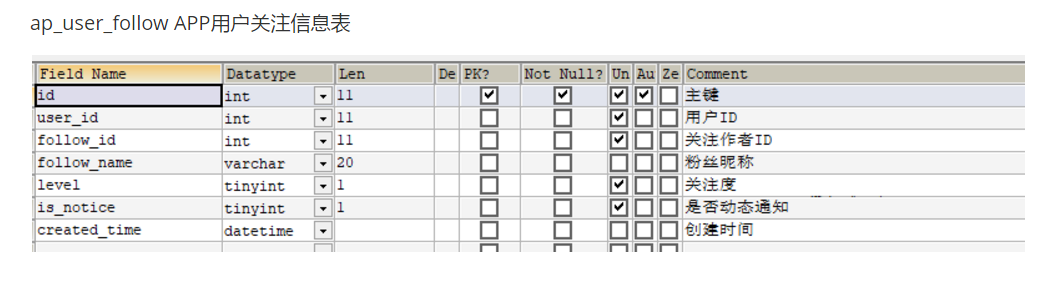 ap_user_follow APP用户关注信息表
Field Name Datatype Len De PK? Not Null? Un Au Ze Comment
id int 11 主键
user_id int 11 用户ID
follow_id int 11 关注作者ID
follow_name varchar 20 粉丝昵称
level tinyint 1 关注度
is_notice tinyint 1 是否动态通知
created_time datetime 创建时间